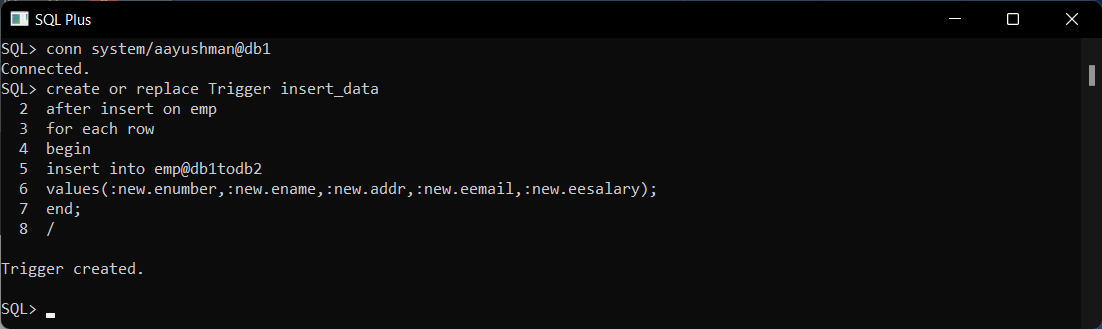 SQL Plus
SQL> conn system/aayushman@db1
Connected.
SQL> create or replace Trigger insert_data
  2  after insert on emp
  3  for each row
  4  begin
  5  insert into emp@db1todb2
  6  values(:new.enumber,:new.ename,:new.addr,:new.eemail,:new.eesalary);
  7  end;
  8  /
Trigger created.
SQL>